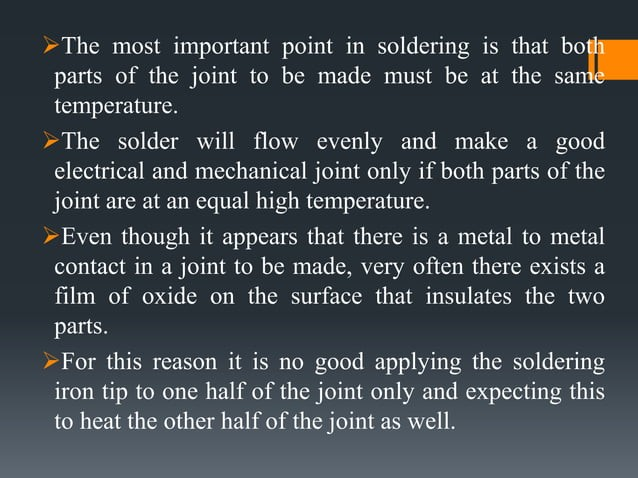 ➢The most important point in soldering is that both
parts of the joint to be made must be at the same
temperature.
➢The solder will flow evenly and make a good
electrical and mechanical joint only if both parts of the
joint are at an equal high temperature.
➢Even though it appears that there is a metal to metal
contact in a joint to be made, very often there exists a
film of oxide on the surface that insulates the two
parts.
➢For this reason it is no good applying the soldering
iron tip to one half of the joint only and expecting this
to heat the other half of the joint as well.